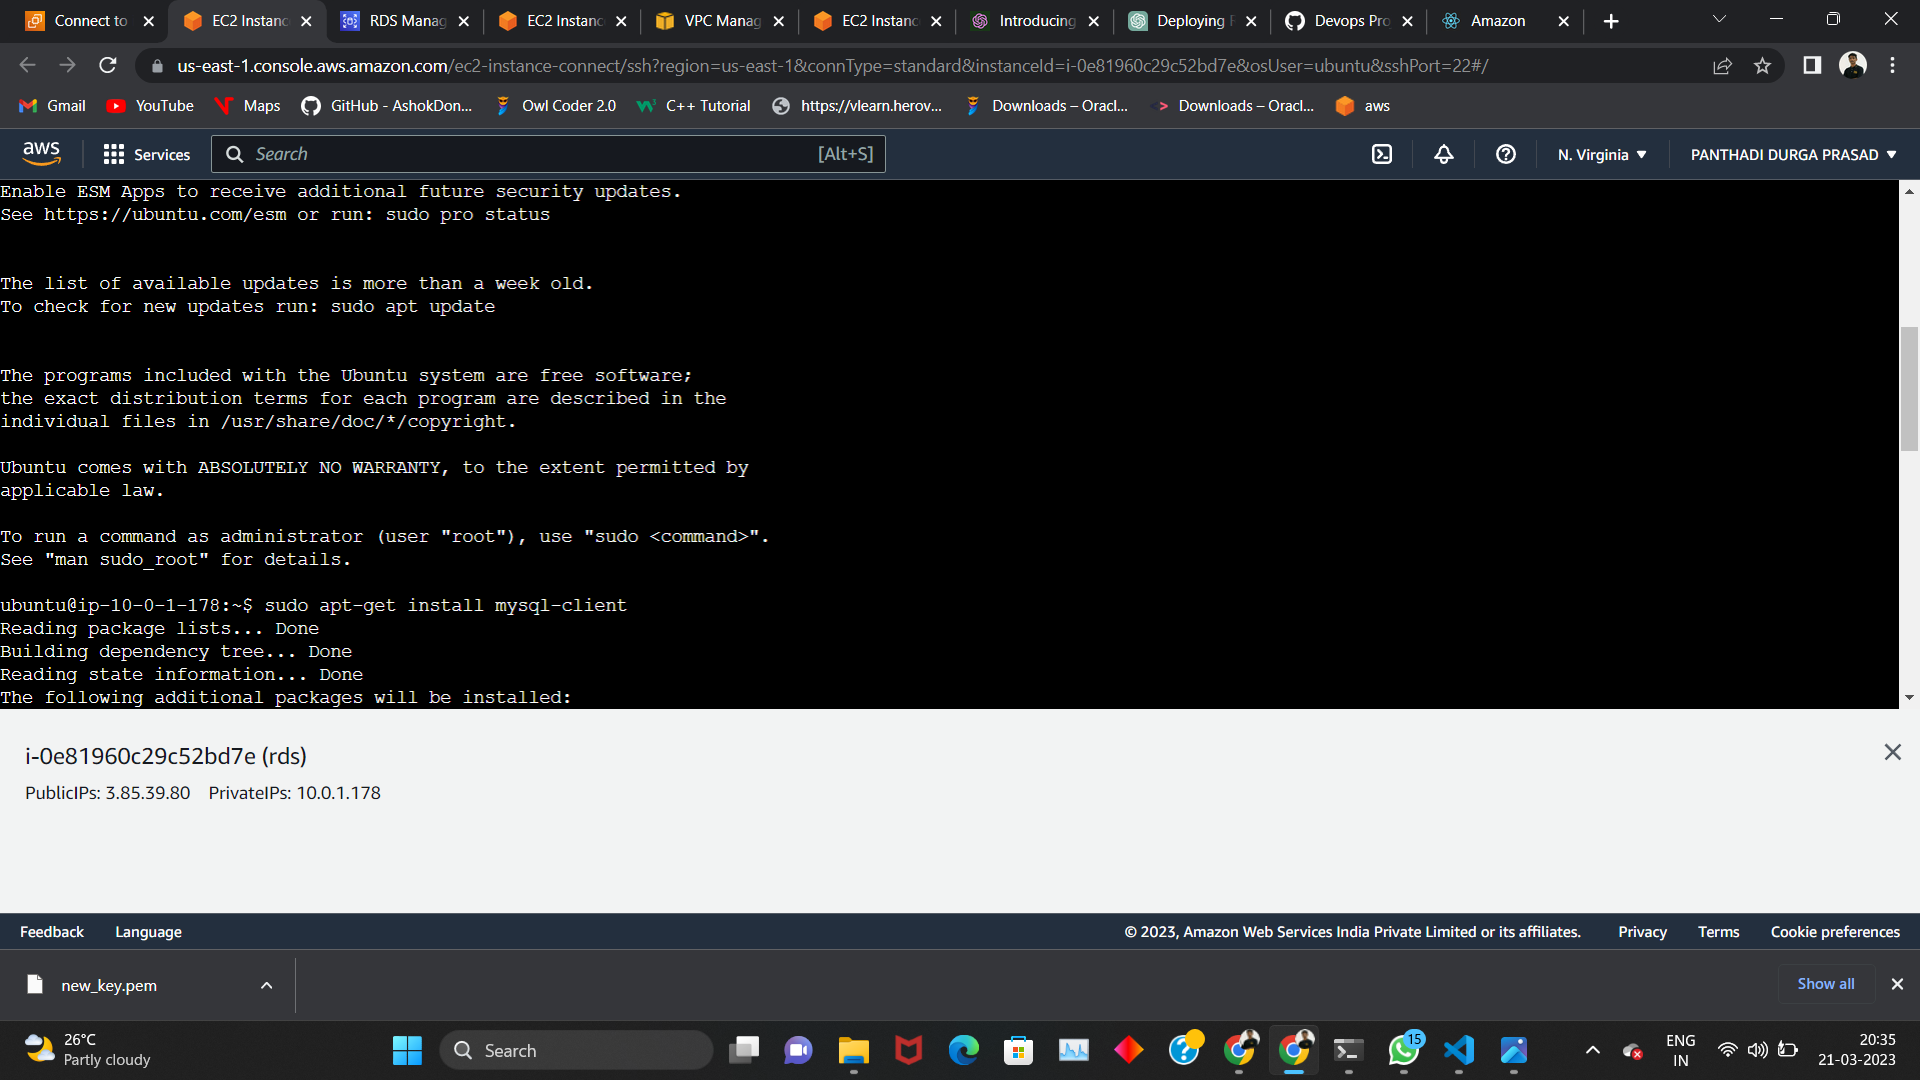 Connect to
EC2 Instanc
RDS Manag
EC2 Instanc
VPC Manag
EC2 Instanc
Introducing
Deploying
Devops Pro
Amazon
us-east-1.console.aws.amazon.com/ec2-instance-connect/ssh?region=us-east-1&connType=standard&instanceId=i-0e81960c29c52bd7e&osUser=ubuntu&sshPort=22#/
Gmail
YouTube
Maps
GitHub - AshokDon...
Owl Coder 2.0
C++ Tutorial
https://vlearn.herov...
Downloads – Oracl...
Downloads – Oracl...
aws
aws
Services
Search
[Alt+S]
N. Virginia
PANTHADI DURGA PRASAD
Enable ESM Apps to receive additional future security updates.
See https://ubuntu.com/esm or run: sudo pro status
The list of available updates is more than a week old.
To check for new updates run: sudo apt update
The programs included with the Ubuntu system are free software;
the exact distribution terms for each program are described in the
individual files in /usr/share/doc/*/copyright.
Ubuntu comes with ABSOLUTELY NO WARRANTY, to the extent permitted by
applicable law.
To run a command as administrator (user "root"), use "sudo <command>".
See "man sudo_root" for details.
ubuntu@ip-10-0-1-178:~$ sudo apt-get install mysql-client
Reading package lists... Done
Building dependency tree... Done
Reading state information... Done
The following additional packages will be installed:
i-0e81960c29c52bd7e (rds)
PublicIPs: 3.85.39.80 PrivateIPs: 10.0.1.178
Feedback
Language
© 2023, Amazon Web Services India Private Limited or its affiliates.
Privacy
Terms
Cookie preferences
new_key.pem
Show all
26°C
Partly cloudy
Search
15
ENG
IN
20:35
21-03-2023